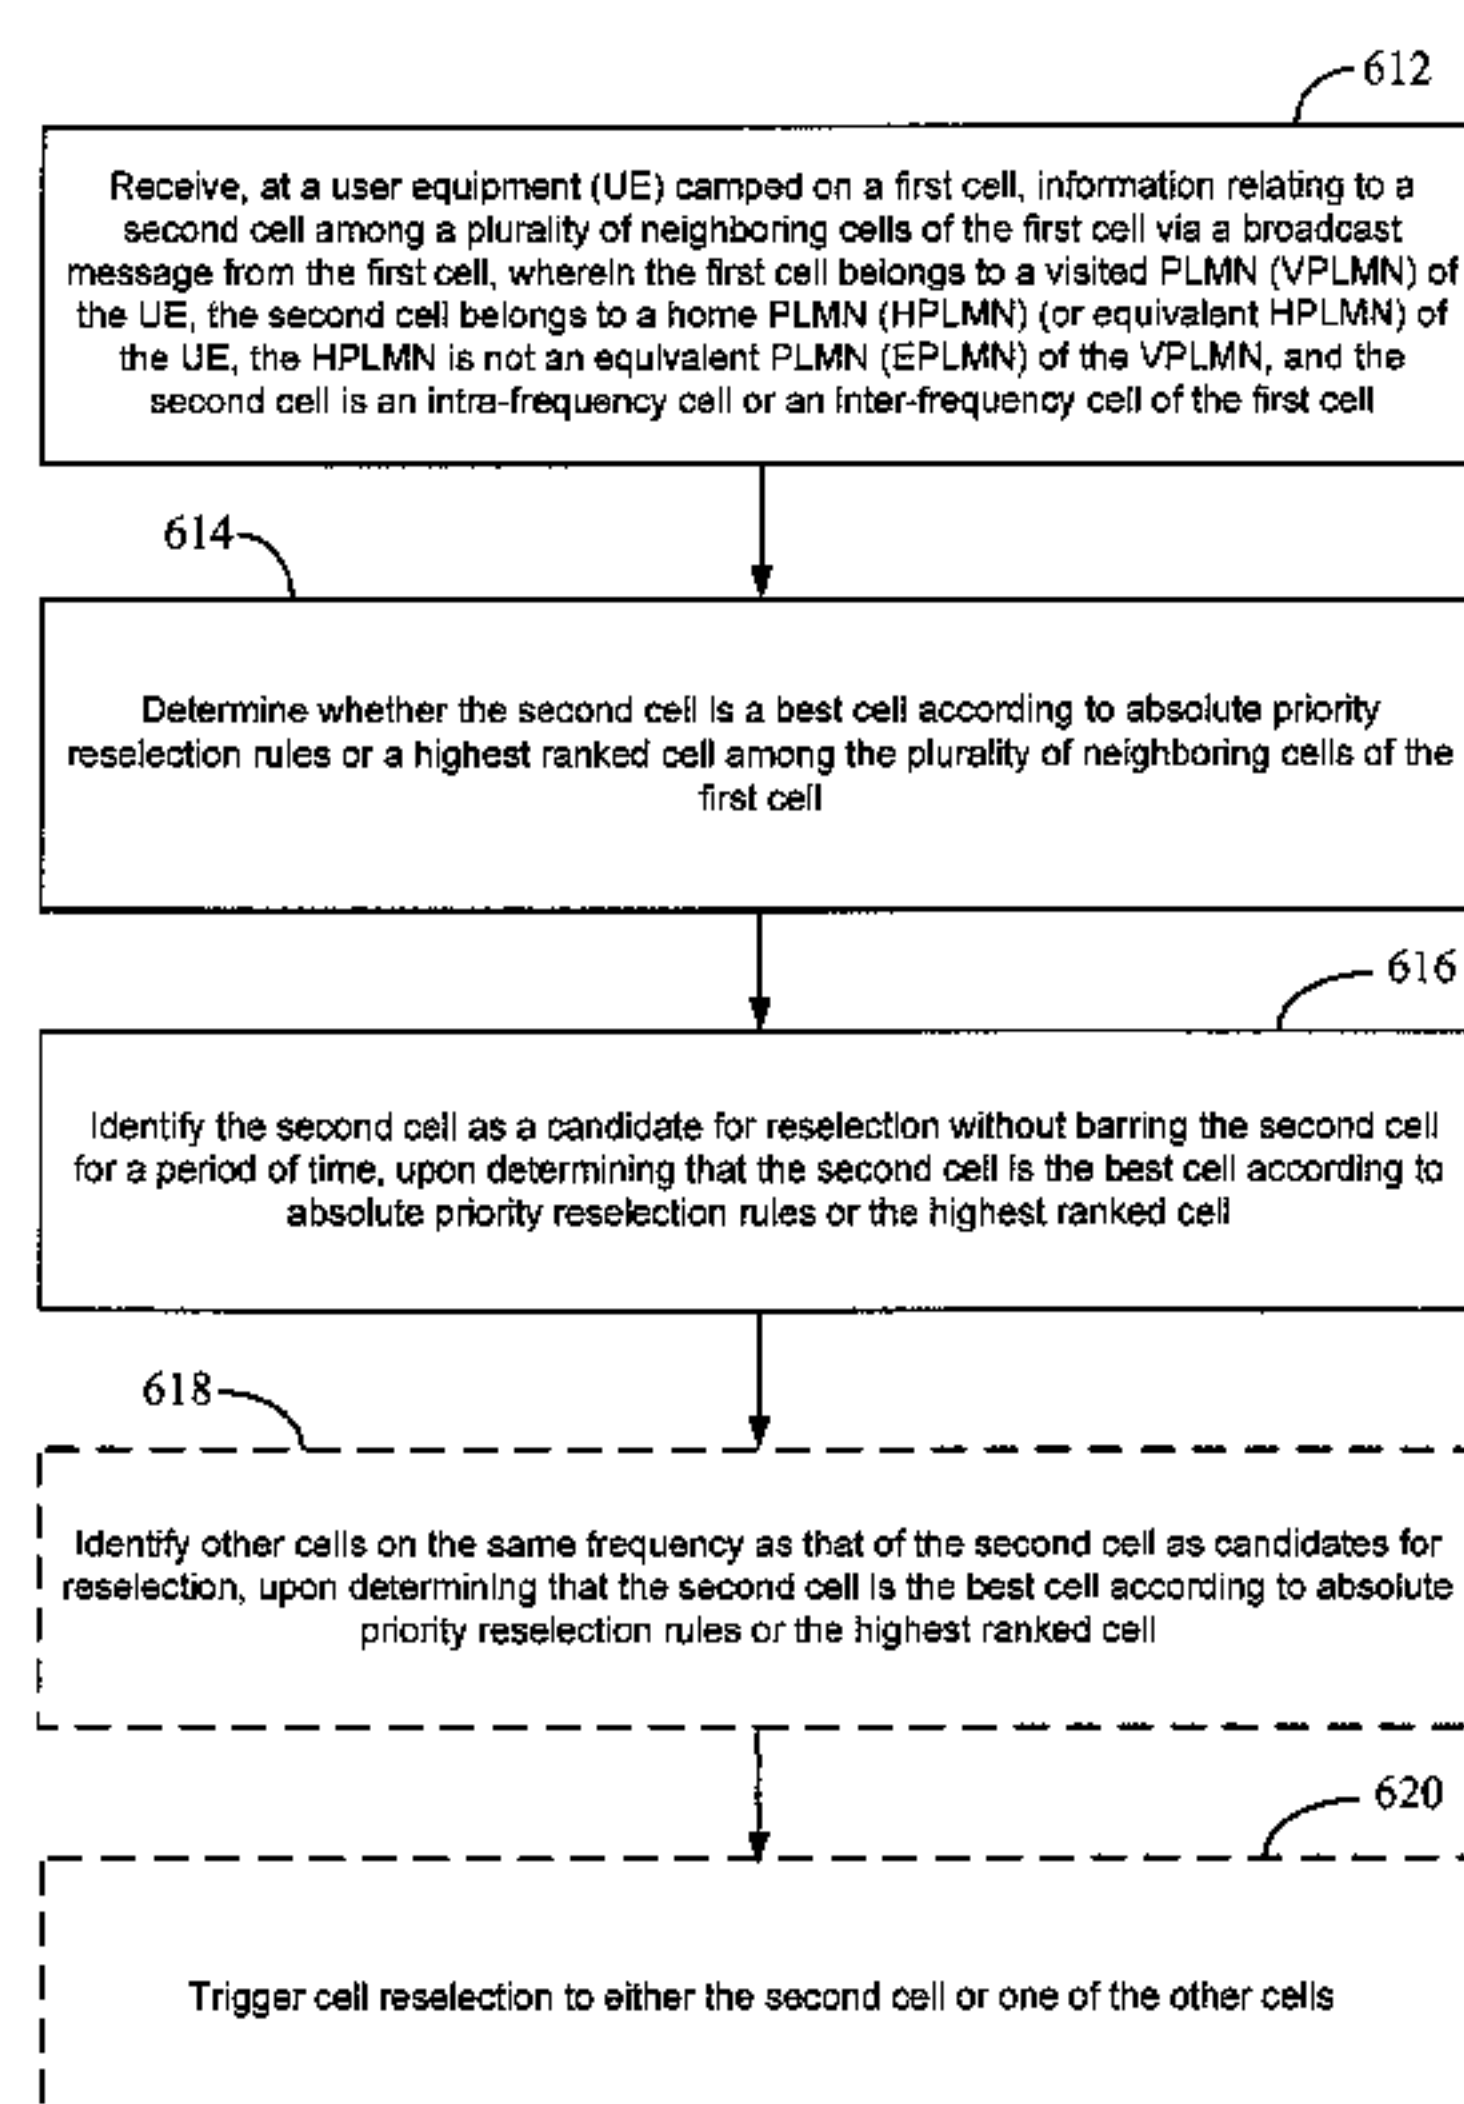 612
Receive, at a user equipment (UE) camped on a first cell, information relating to a
second cell among a plurality of neighboring cells of the first cell via a broadcast
message from the first cell, wherein the first cell belongs to a visited PLMN (VPLMN) of
the UE, the second cell belongs to a home PLMN (HPLMN) (or equivalent HPLMN) of
the UE, the HPLMN is not an equivalent PLMN (EPLMN) of the VPLMN, and the
second cell is an intra-frequency cell or an inter-frequency cell of the first cell
614
Determine whether the second cell is a best cell according to absolute priority
reselection rules or a highest ranked cell among the plurality of neighboring cells of the
first cell
616
Identify the second cell as a candidate for reselection without barring the second cell
for a period of time, upon determining that the second cell is the best cell according to
absolute priority reselection rules or the highest ranked cell
618
Identify other cells on the same frequency as that of the second cell as candidates for
reselection, upon determining that the second cell is the best cell according to absolute
priority reselection rules or the highest ranked cell
620
Trigger cell reselection to either the second cell or one of the other cells